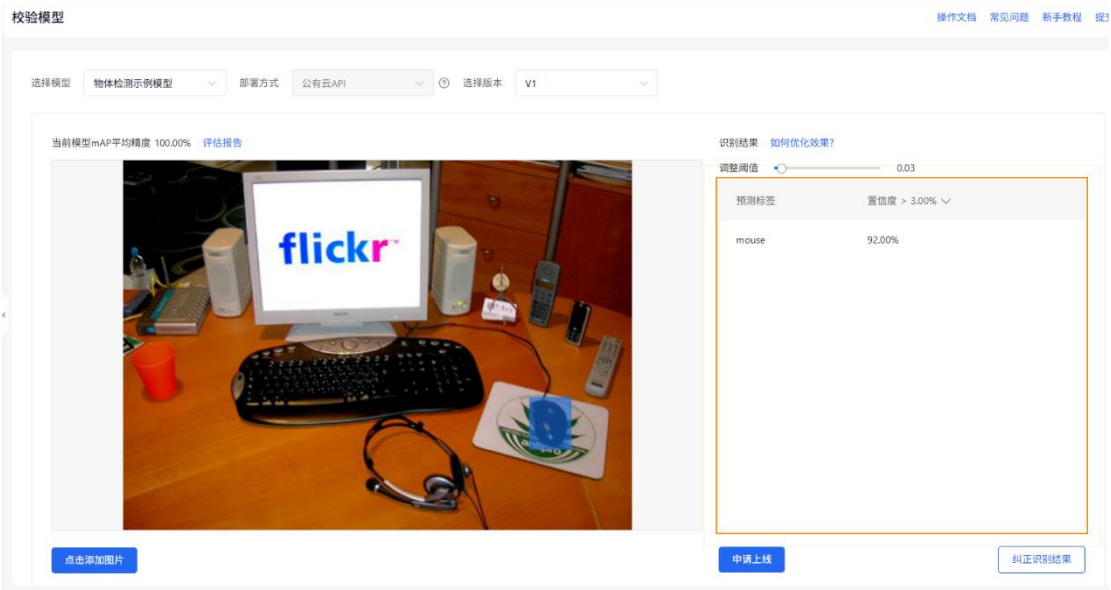 校验模型
操作文档 常见问题 新手教程
选择模型 物体检测示例模型 部署方式 公有云API ? 选择版本 V1
当前模型mAP平均精度 100.00% 评估报告
识别结果 如何优化效果?
调整阈值 0.03
预测标签 置信度 > 3.00%
mouse 92.00%
flickr
点击添加图片
申请上线 纠正识别结果